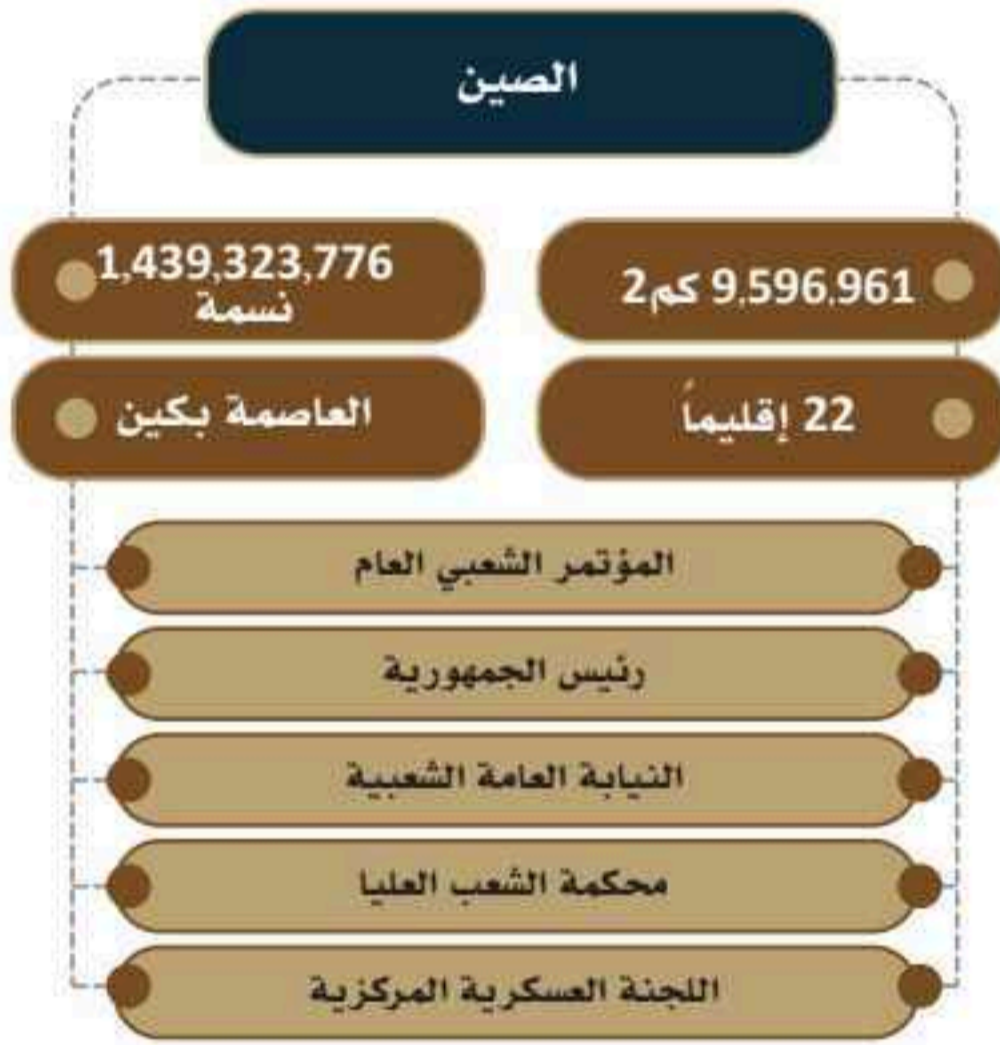 الصين
9.596.961 كم2
1,439,323,776
نسمة
22 إقليماً
العاصمة بكين
المؤتمر الشعبي العام
رئيس الجمهورية
النيابة العامة الشعبية
محكمة الشعب العليا
اللجنة العسكرية المركزية